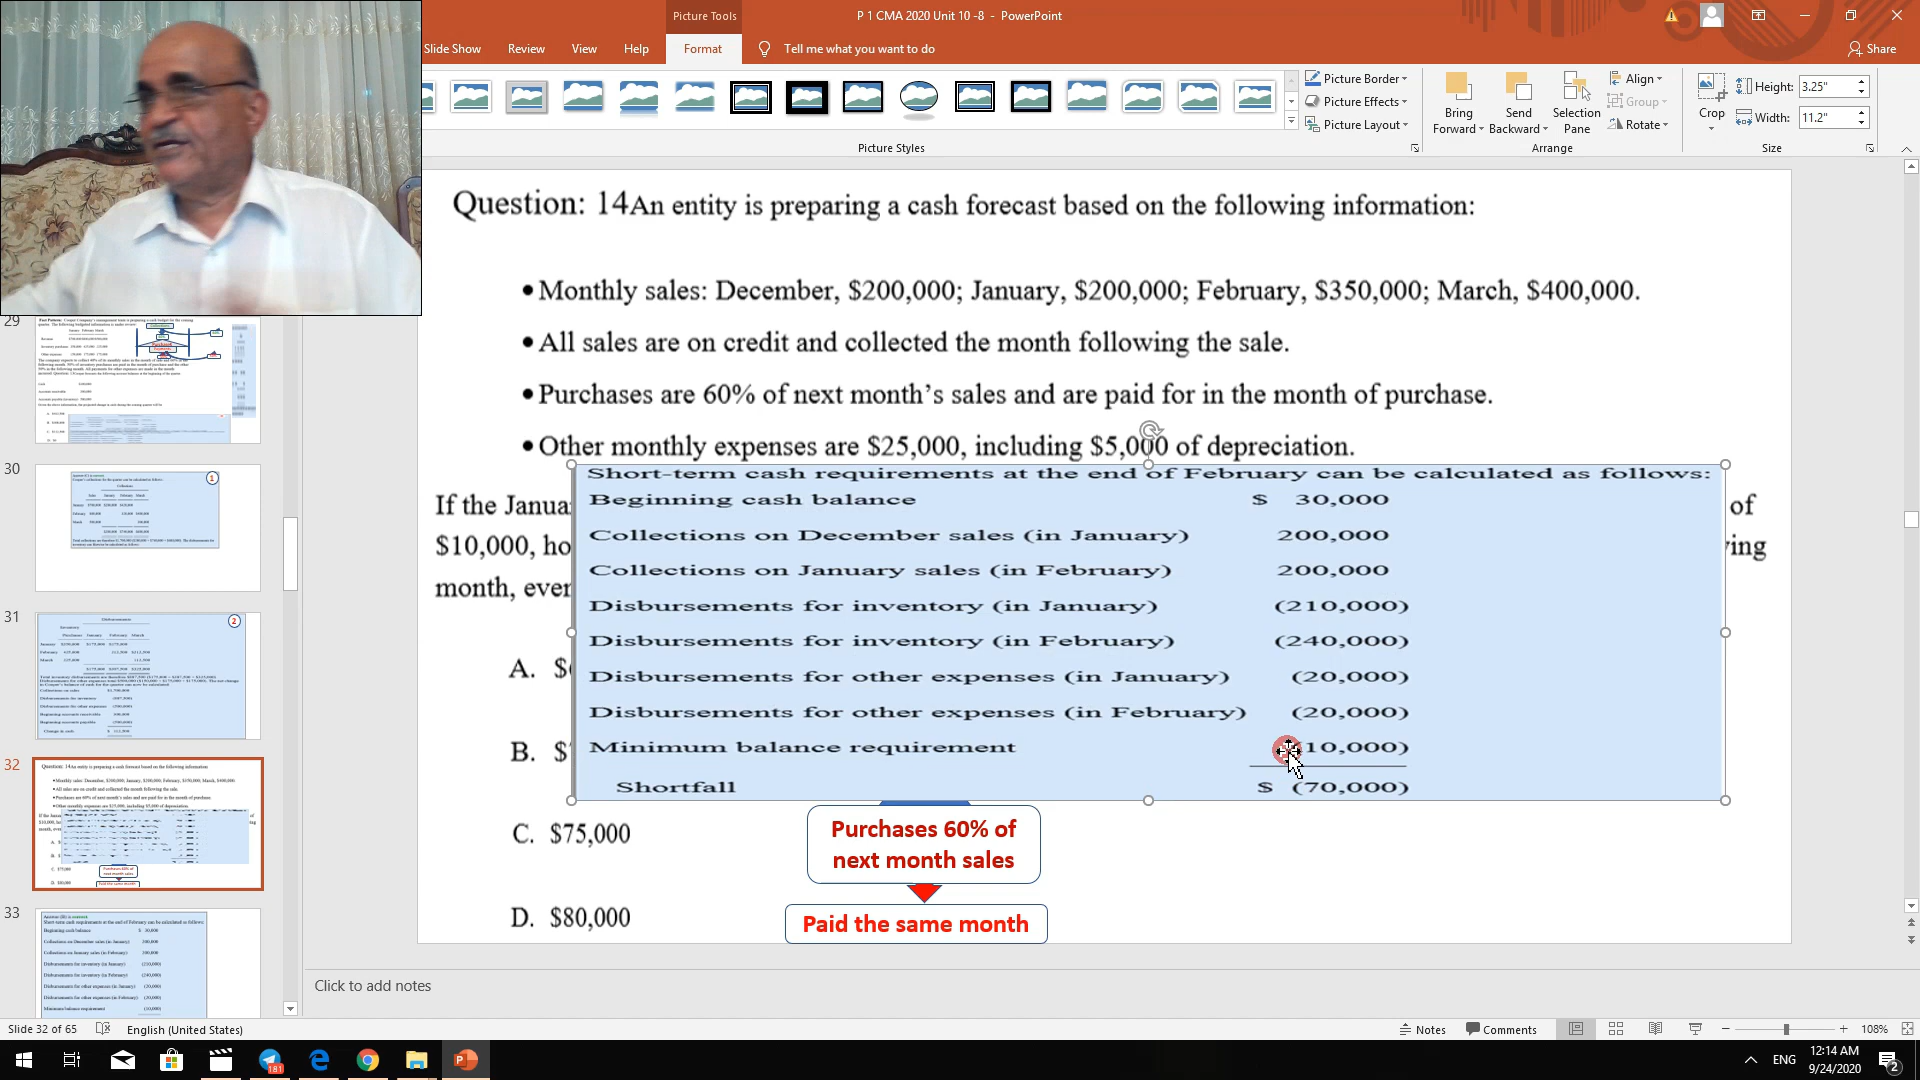 Picture Tools
P 1 CMA 2020 Unit 10 -8 - PowerPoint
Slide Show Review View Help Format Tell me what you want to do
Share
Picture Border
Picture Effects
Picture Layout
Bring Forward
Send Backward
Selection Pane
Align
Group
Rotate
Crop
Height: 3.25"
Width: 11.2"
Picture Styles
Arrange
Size
Question: 14An entity is preparing a cash forecast based on the following information:
• Monthly sales: December, $200,000; January, $200,000; February, $350,000; March, $400,000.
• All sales are on credit and collected the month following the sale.
• Purchases are 60% of next month's sales and are paid for in the month of purchase.
• Other monthly expenses are $25,000, including $5,000 of depreciation.
If the Janua of
$10,000, ho ving
month, ever
Short-term cash requirements at the end of February can be calculated as follows:
Beginning cash balance $ 30,000
Collections on December sales (in January) 200,000
Collections on January sales (in February) 200,000
Disbursements for inventory (in January) (210,000)
Disbursements for inventory (in February) (240,000)
Disbursements for other expenses (in January) (20,000)
Disbursements for other expenses (in February) (20,000)
Minimum balance requirement 10,000)
Shortfall $ (70,000)
A. $
B. $
C. $75,000
D. $80,000
Purchases 60% of
next month sales
Paid the same month
29
30
1
31
2
32
33
Click to add notes
Slide 32 of 65 English (United States)
Notes Comments 108%
181
ENG
12:14 AM
9/24/2020
2